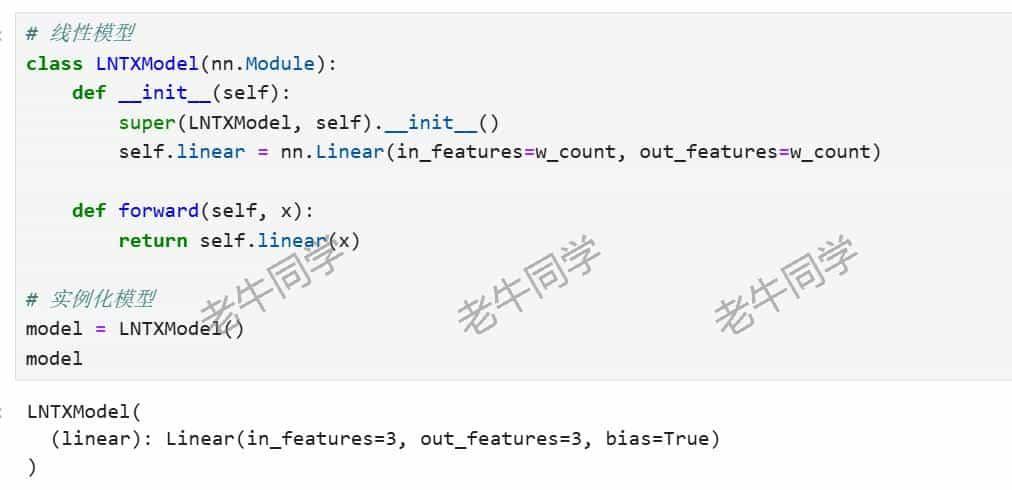 # 线性模型
class LNTXModel(nn.Module):
    def __init__(self):
        super(LNTXModel, self).__init__()
        self.linear = nn.Linear(in_features=w_count, out_features=w_count)

    def forward(self, x):
        return self.linear(x)

# 实例化模型
model = LNTXModel()
model
老牛同学 老牛同学 老牛同学
LNTXModel(
  (linear): Linear(in_features=3, out_features=3, bias=True)
)